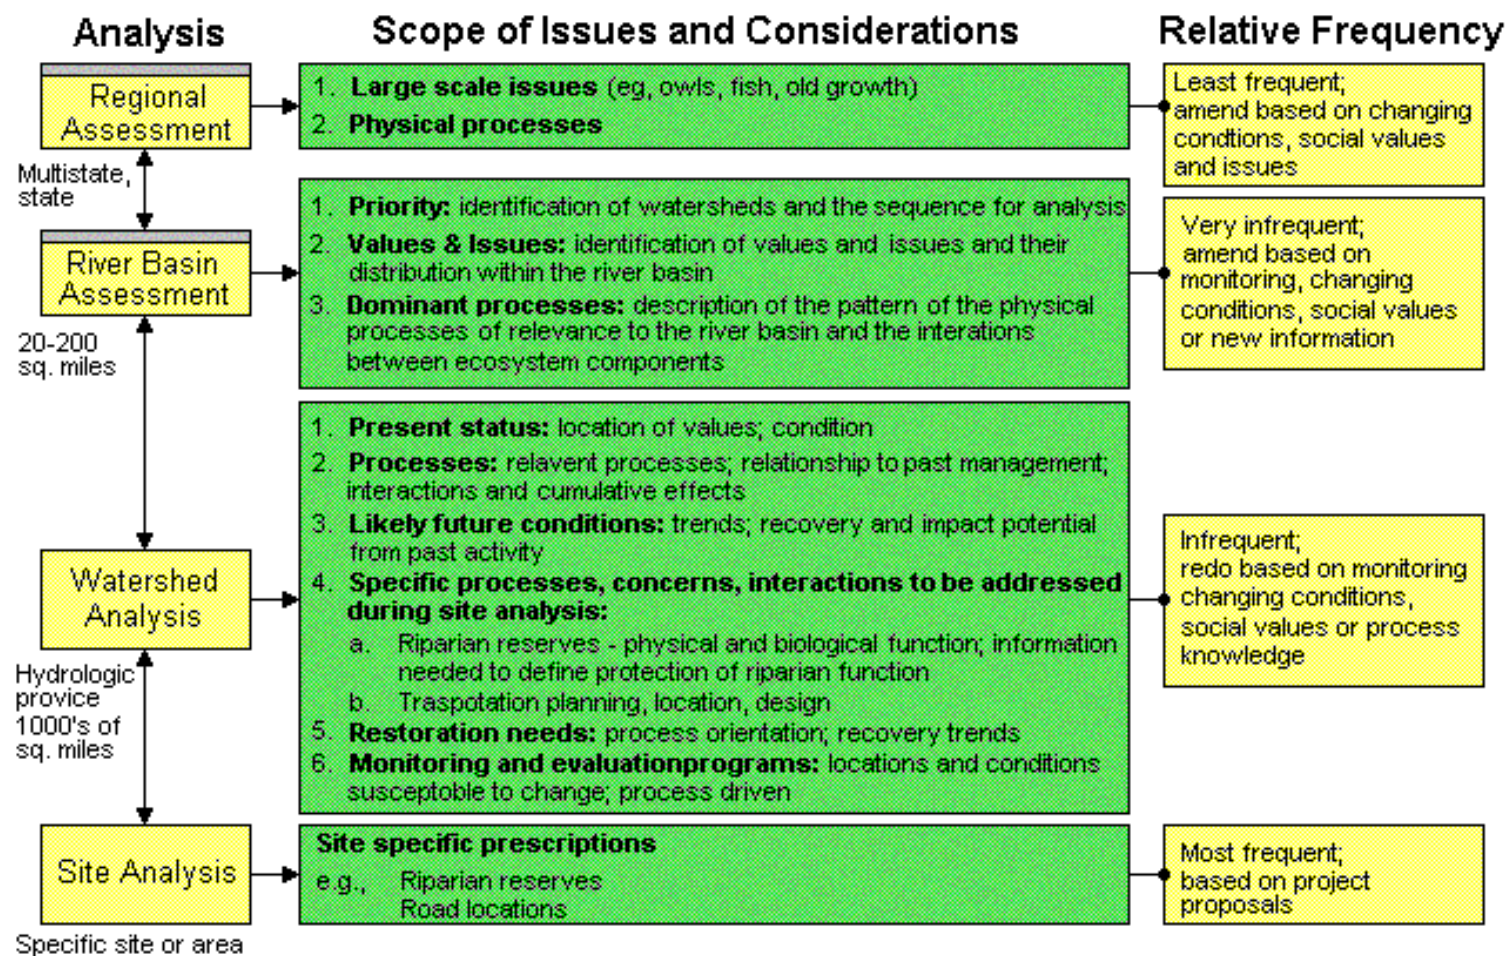 Analysis
Scope of Issues and Considerations
Relative Frequency
Regional
Assessment
Multistate,
state
1. Large scale issues (eg, owls, fish, old growth)
2. Physical processes
Least frequent;
amend based on changing
condtions, social values
and issues
River Basin
Assessment
20-200
sq. miles
1. Priority: identification of watersheds and the sequence for analysis
2. Values & Issues: identification of values and issues and their
distribution within the river basin
3. Dominant processes: description of the pattern of the physical
processes of relevance to the river basin and the interations
between ecosystem components
Very infrequent;
amend based on
monitoring, changing
conditions, social values
or new information
Watershed
Analysis
Hydrologic
provice
1000's of
sq. miles
1. Present status: location of values; condition
2. Processes: relavent processes; relationship to past management;
interactions and cumulative effects
3. Likely future conditions: trends; recovery and impact potential
from past activity
4. Specific processes, concerns, interactions to be addressed
during site analysis:
a. Riparian reserves - physical and biological function; information
needed to define protection of riparian function
b. Traspotation planning, location, design
5. Restoration needs: process orientation; recovery trends
6. Monitoring and evaluationprograms: locations and conditions
susceptoble to change; process driven
Infrequent;
redo based on monitoring
changing conditions,
social values or process
knowledge
Site Analysis
Specific site or area
Site specific prescriptions
e.g., Riparian reserves
Road locations
Most frequent;
based on project
proposals